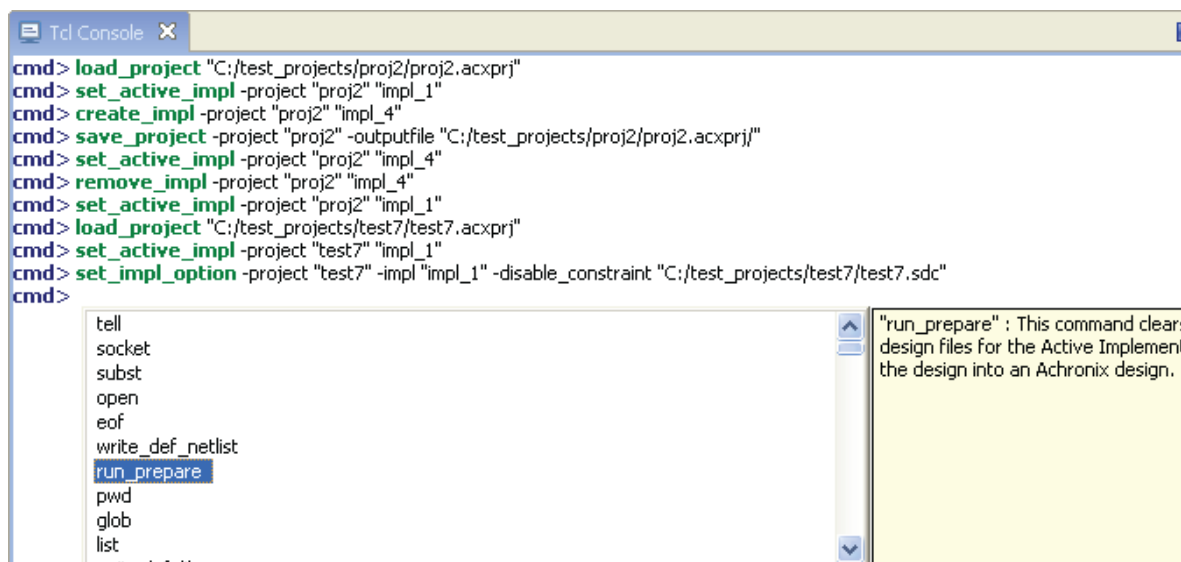 Tcl Console
cmd> load_project "C:/test_projects/proj2/proj2.acxprj"
cmd> set_active_impl -project "proj2" "impl_1"
cmd> create_impl -project "proj2" "impl_4"
cmd> save_project -project "proj2" -outputfile "C:/test_projects/proj2/proj2.acxprj/"
cmd> set_active_impl -project "proj2" "impl_4"
cmd> remove_impl -project "proj2" "impl_4"
cmd> set_active_impl -project "proj2" "impl_1"
cmd> load_project "C:/test_projects/test7/test7.acxprj"
cmd> set_active_impl -project "test7" "impl_1"
cmd> set_impl_option -project "test7" -impl "impl_1" -disable_constraint "C:/test_projects/test7/test7.sdc"
cmd>
tell
socket
subst
open
eof
write_def_netlist
run_prepare
pwd
glob
list
"run_prepare" : This command clears
design files for the Active Implement
the design into an Achronix design.